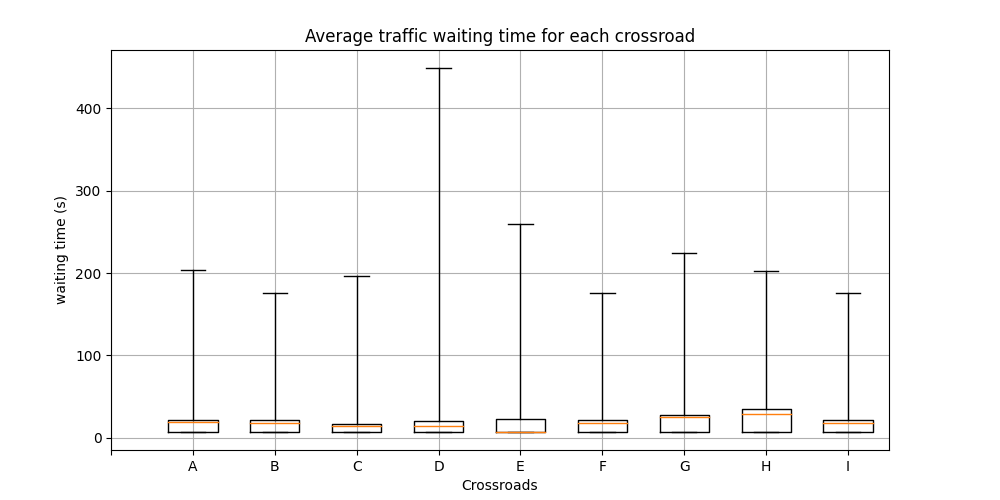 Average traffic waiting time for each crossroad
waiting time (s)
400
300
200
100
0
A B C D E F G H I
Crossroads